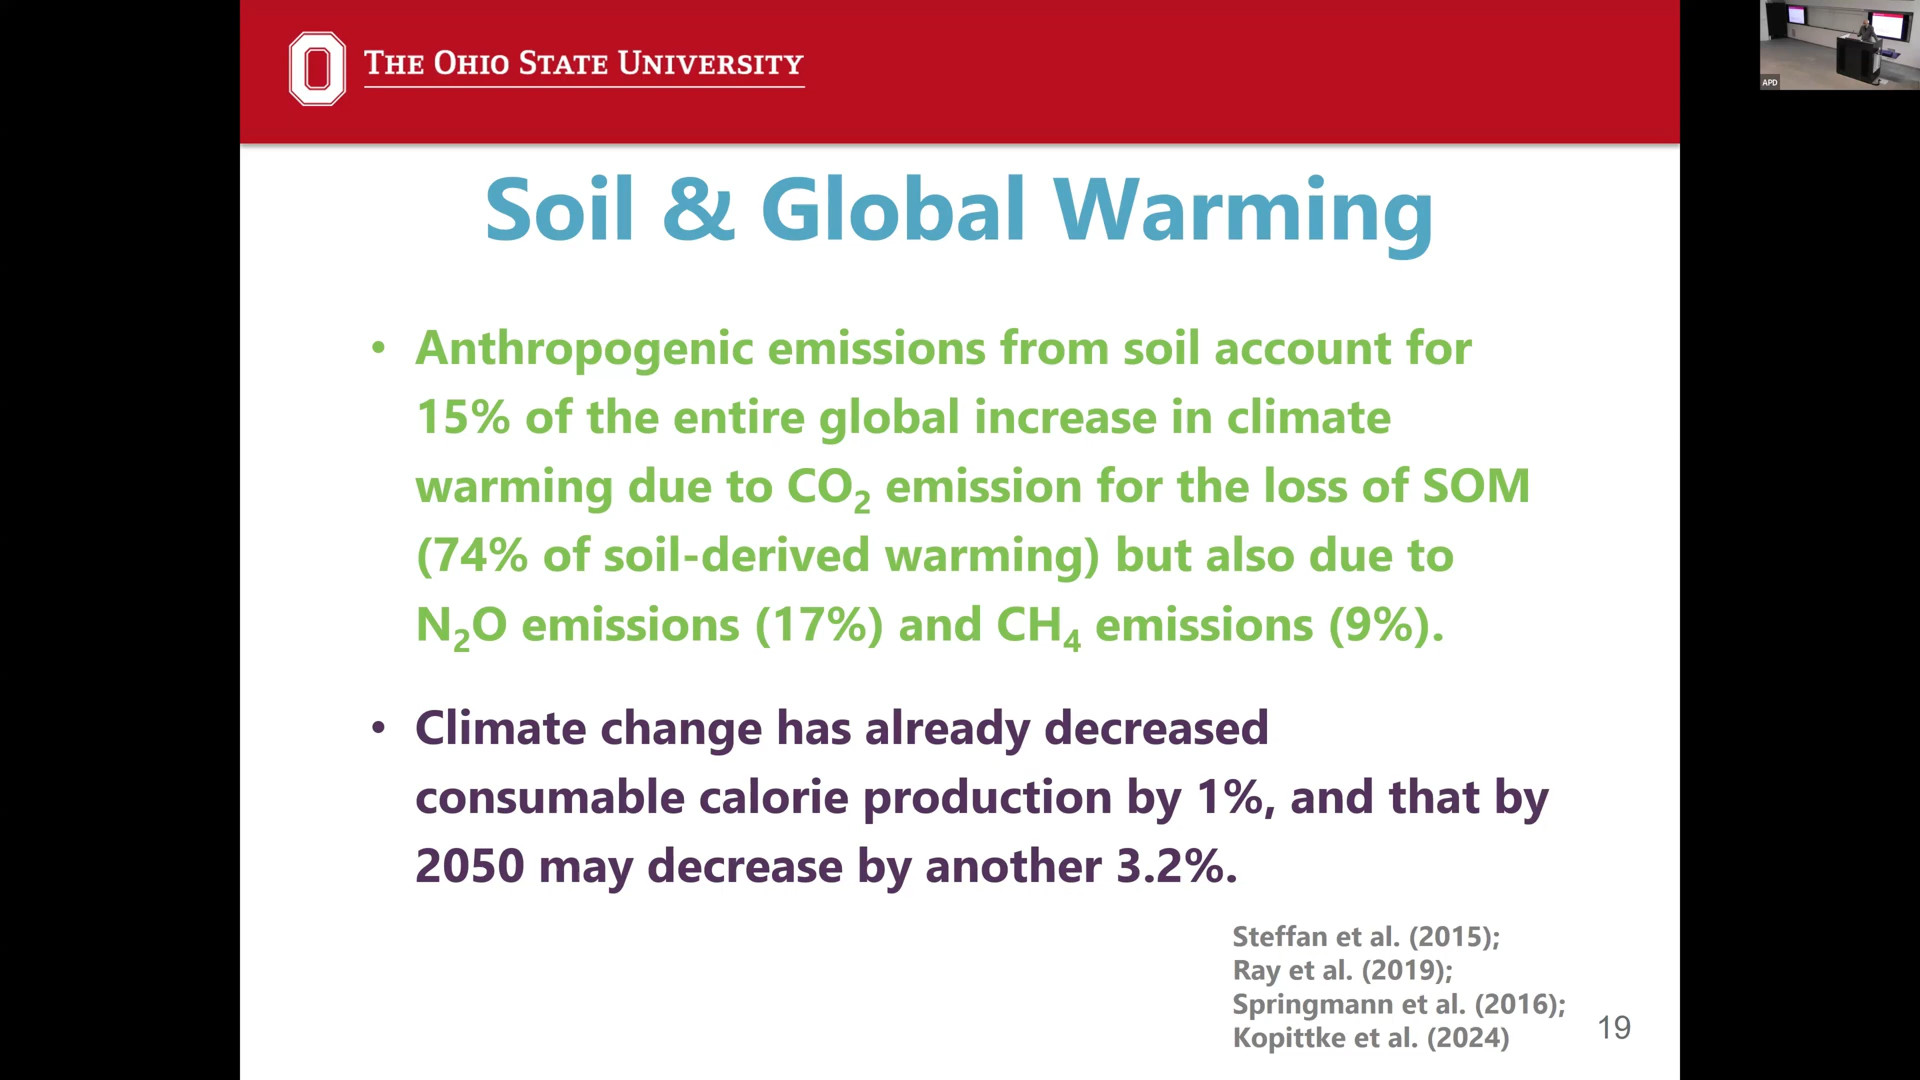 THE OHIO STATE UNIVERSITY
APD
Soil & Global Warming
• Anthropogenic emissions from soil account for
15% of the entire global increase in climate
warming due to CO₂ emission for the loss of SOM
(74% of soil-derived warming) but also due to
N₂O emissions (17%) and CH₄ emissions (9%).
• Climate change has already decreased
consumable calorie production by 1%, and that by
2050 may decrease by another 3.2%.
Steffan et al. (2015);
Ray et al. (2019);
Springmann et al. (2016);
Kopittke et al. (2024)
19